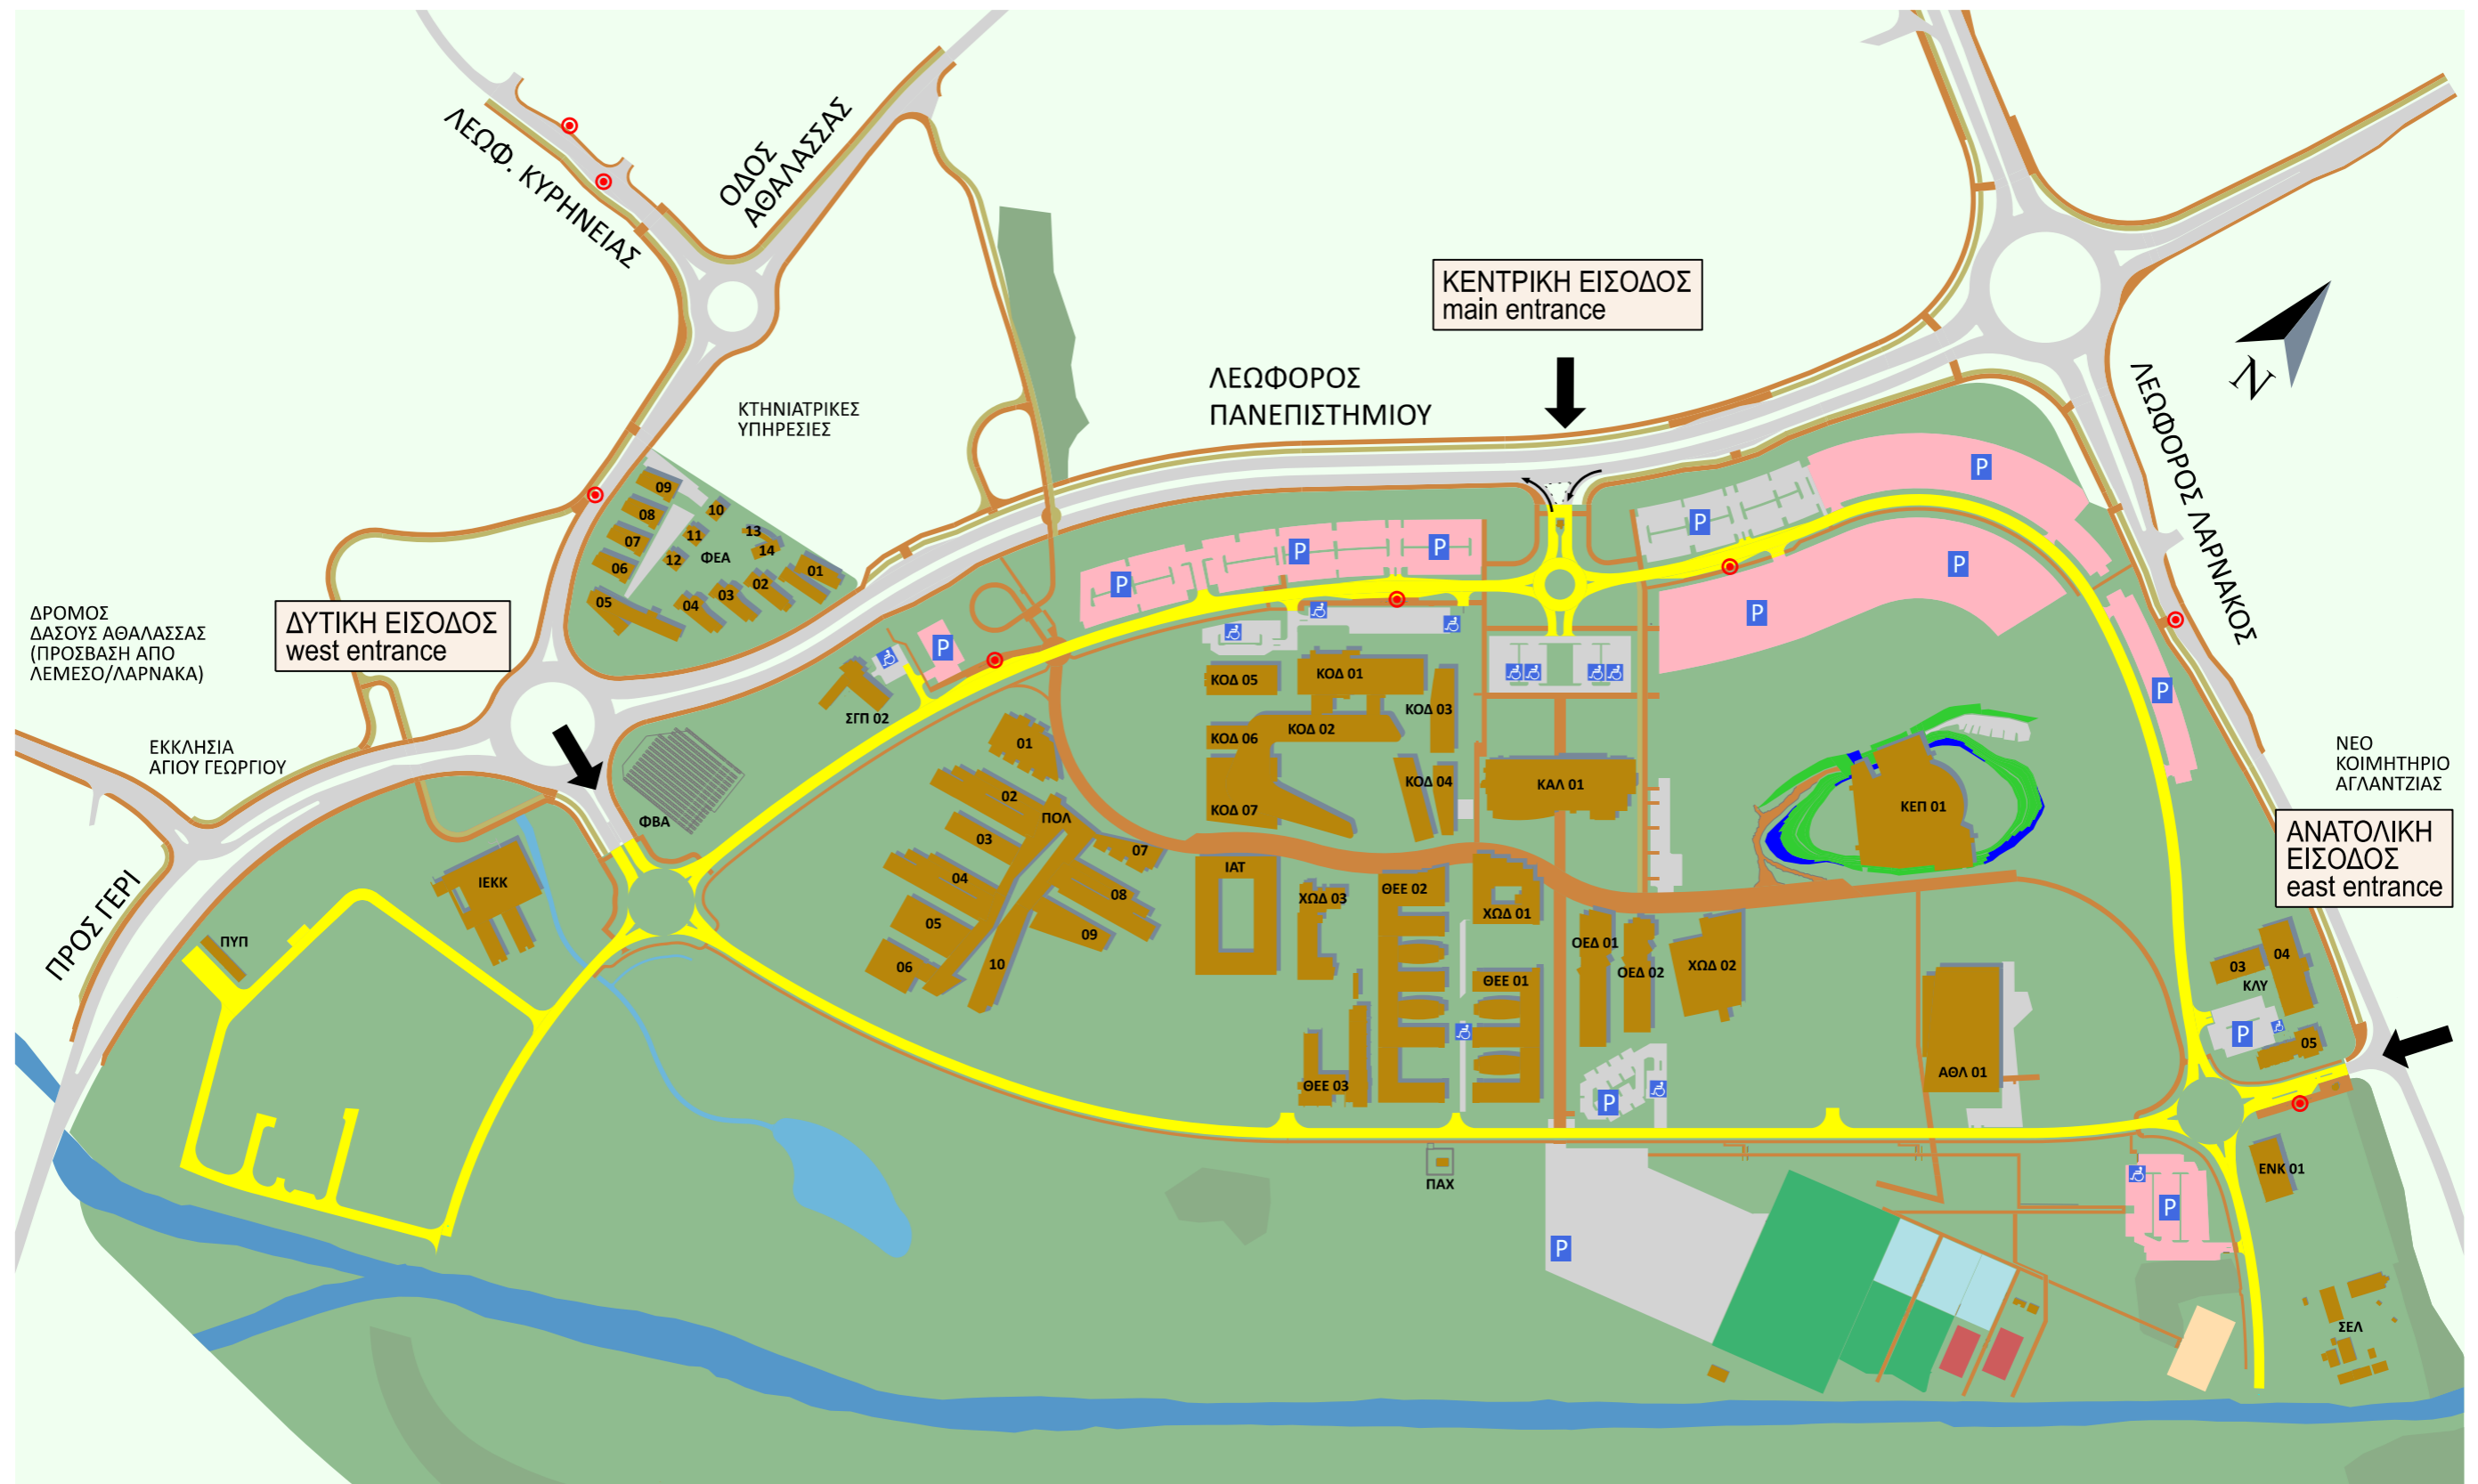 ΛΕΩΦ. ΚΥΡΗΝΕΙΑΣ
ΟΔΟΣ
ΑΘΑΛΑΣΣΑΣ
ΚΕΝΤΡΙΚΗ ΕΙΣΟΔΟΣ
main entrance
N
ΛΕΩΦΟΡΟΣ
ΠΑΝΕΠΙΣΤΗΜΙΟΥ
ΛΕΩΦΟΡΟΣ ΛΑΡΝΑΚΟΣ
ΚΤΗΝΙΑΤΡΙΚΕΣ
ΥΠΗΡΕΣΙΕΣ
09
08
07
06
05
10
11
12
13
14
ΦΕΑ
04
03
02
01
ΔΡΟΜΟΣ
ΔΑΣΟΥΣ ΑΘΑΛΑΣΣΑΣ
(ΠΡΟΣΒΑΣΗ ΑΠΟ
ΛΕΜΕΣΟ/ΛΑΡΝΑΚΑ)
ΔΥΤΙΚΗ ΕΙΣΟΔΟΣ
west entrance
ΕΚΚΛΗΣΙΑ
ΑΓΙΟΥ ΓΕΩΡΓΙΟΥ
ΠΡΟΣ ΓΕΡΙ
P
P
P
P
P
P
P
P
P
ΣΓΠ 02
ΦΒΑ
ΙΕΚΚ
ΠΥΠ
01
02
03
04
05
06
ΠΟΛ
07
08
09
10
ΚΟΔ 05
ΚΟΔ 01
ΚΟΔ 03
ΚΟΔ 06
ΚΟΔ 02
ΚΟΔ 04
ΚΟΔ 07
ΚΑΛ 01
ΚΕΠ 01
ΝΕΟ
ΚΟΙΜΗΤΗΡΙΟ
ΑΓΛΑΝΤΖΙΑΣ
ΑΝΑΤΟΛΙΚΗ
ΕΙΣΟΔΟΣ
east entrance
ΙΑΤ
ΧΩΔ 03
ΘΕΕ 02
ΧΩΔ 01
ΟΕΔ 01
ΟΕΔ 02
ΧΩΔ 02
ΘΕΕ 01
ΘΕΕ 03
ΑΘΛ 01
03
04
ΚΛΥ
05
P
P
ΠΑΧ
ΕΝΚ 01
P
P
ΣΕΛ